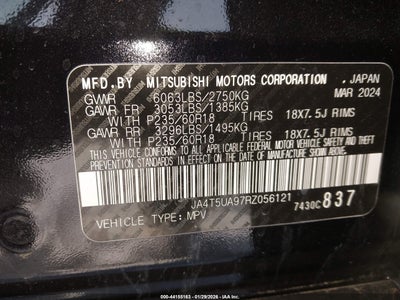 MFD.BY MITSUBISHI MOTORS CORPORATION, JAPAN
GVWR 6063LBS/2750KG MAR 2024
GAWR FR 3053LBS/1385KG
WITH P235/60R18 TIRES 18X7.5J RIMS
GAWR RR 3296LBS/1495KG
WITH P235/60R18 TIRES 18X7.5J RIMS
THIS VEHICLE CONFORMS TO ALL APPLICABLE FEDERAL MOTOR VEHICLE SAFETY AND THEFT
PREVENTION STANDARDS IN EFFECT ON THE DATE OF MANUFACTURE SHOWN ABOVE.
JA4T5UA97RZ056121
VEHICLE TYPE: MPV 7430C 837
000-44155163 - 01/29/2026 - IAA